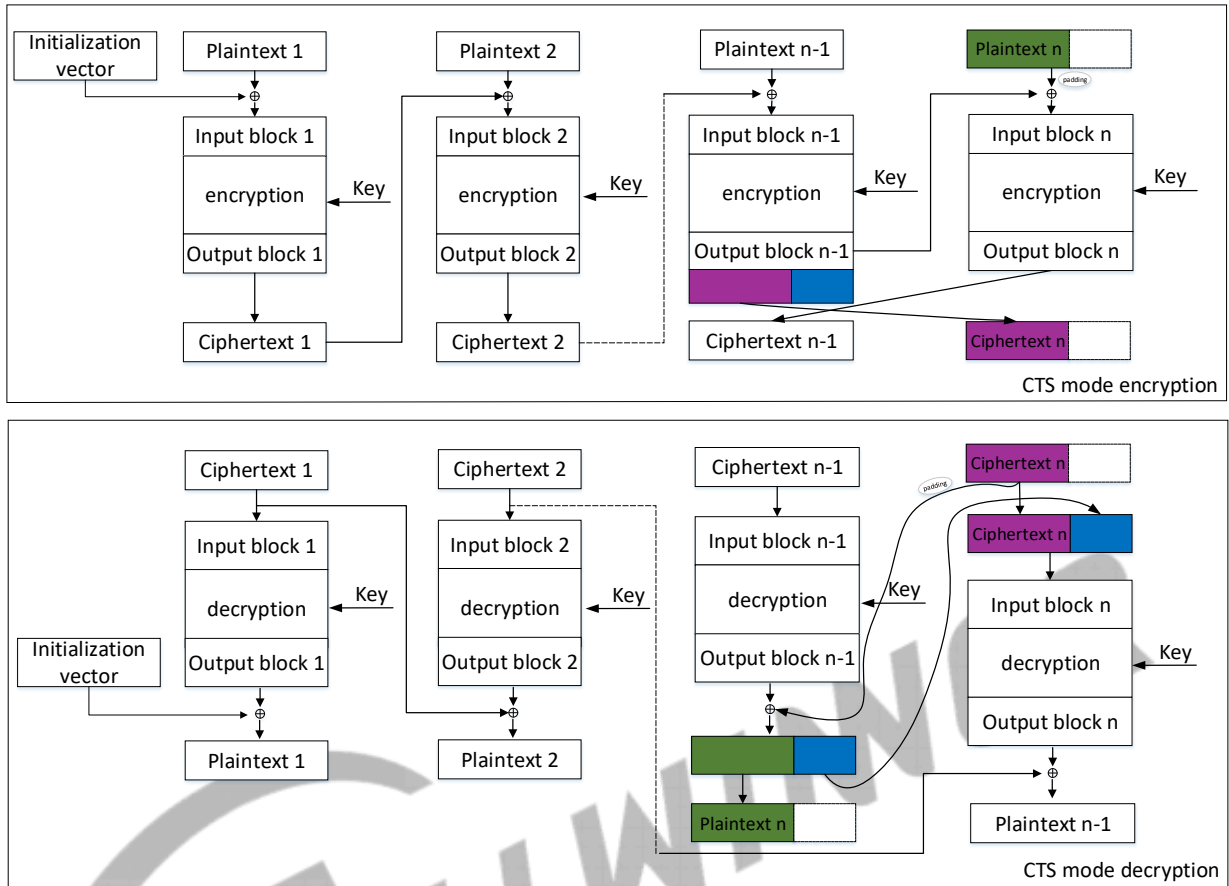 Initialization
vector
Plaintext 1
Plaintext 2
Plaintext n-1
Plaintext n
padding
Input block 1
Input block 2
Input block n-1
Input block n
encryption
Key
encryption
Key
encryption
Key
encryption
Key
Output block 1
Output block 2
Output block n-1
Output block n
Ciphertext 1
Ciphertext 2
Ciphertext n-1
Ciphertext n
CTS mode encryption
Ciphertext 1
Ciphertext 2
Ciphertext n-1
Ciphertext n
padding
Ciphertext n
Input block 1
Input block 2
Input block n-1
Input block n
decryption
Key
decryption
Key
decryption
Key
decryption
Key
Initialization
vector
Output block 1
Output block 2
Output block n-1
Output block n
Plaintext 1
Plaintext 2
Plaintext n
Plaintext n-1
CTS mode decryption